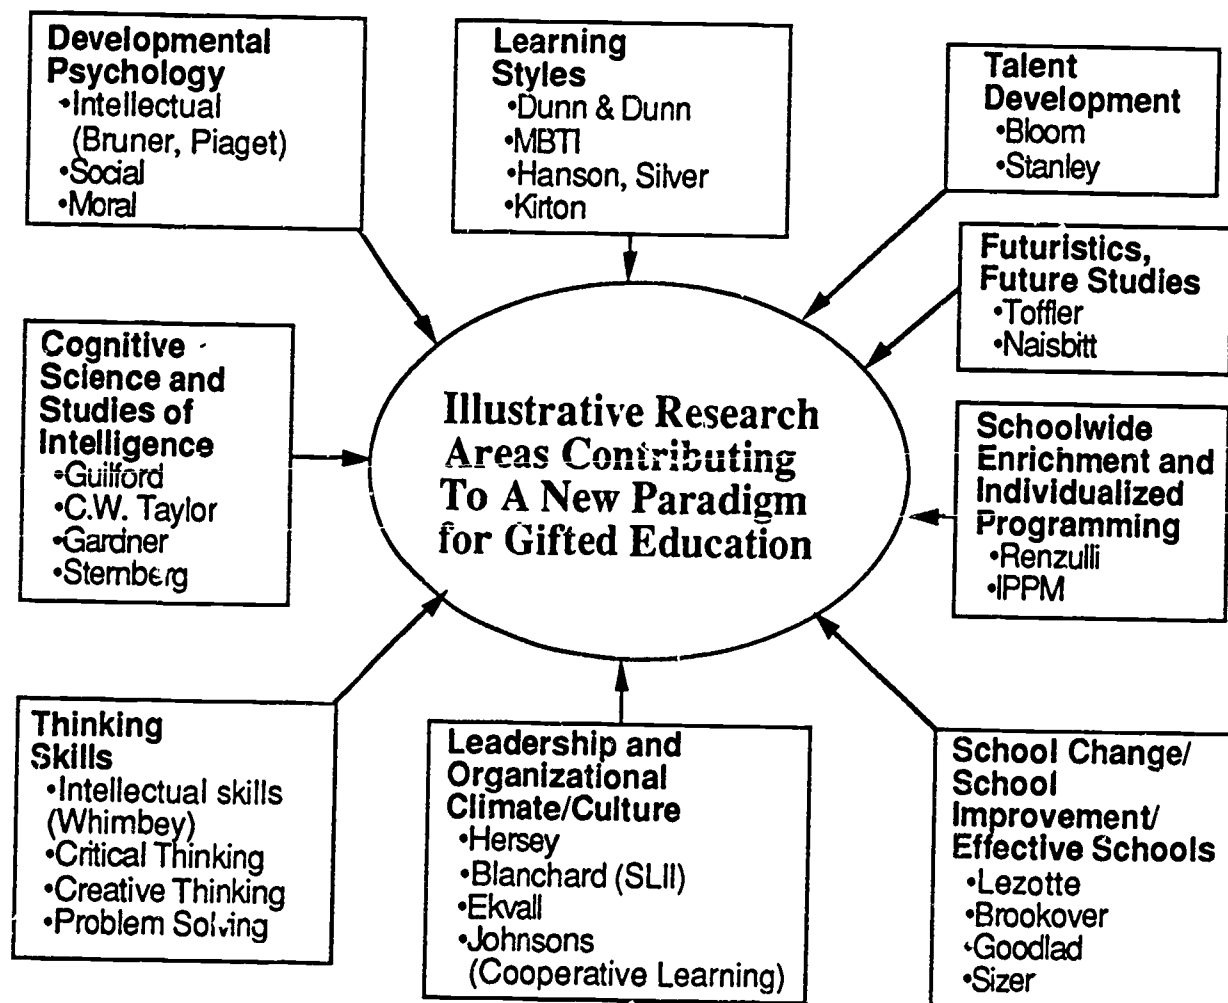 Developmental
Psychology
•Intellectual
(Bruner, Piaget)
•Social
•Moral
Learning
Styles
•Dunn & Dunn
•MBTI
•Hanson, Silver
•Kirton
Talent
Development
•Bloom
•Stanley
Futuristics,
Future Studies
•Toffler
•Naisbitt
Cognitive
Science and
Studies of
Intelligence
•Guilford
•C.W. Taylor
•Gardner
•Sternberg
Illustrative Research
Areas Contributing
To A New Paradigm
for Gifted Education
Schoolwide
Enrichment and
Individualized
Programming
•Renzulli
•IPPM
Thinking
Skills
•Intellectual skills
(Whimbey)
•Critical Thinking
•Creative Thinking
•Problem Solving
Leadership and
Organizational
Climate/Culture
•Hersey
•Blanchard (SLII)
•Ekvall
•Johnsons
(Cooperative Learning)
School Change/
School
Improvement/
Effective Schools
•Lezotte
•Brookover
•Goodlad
•Sizer